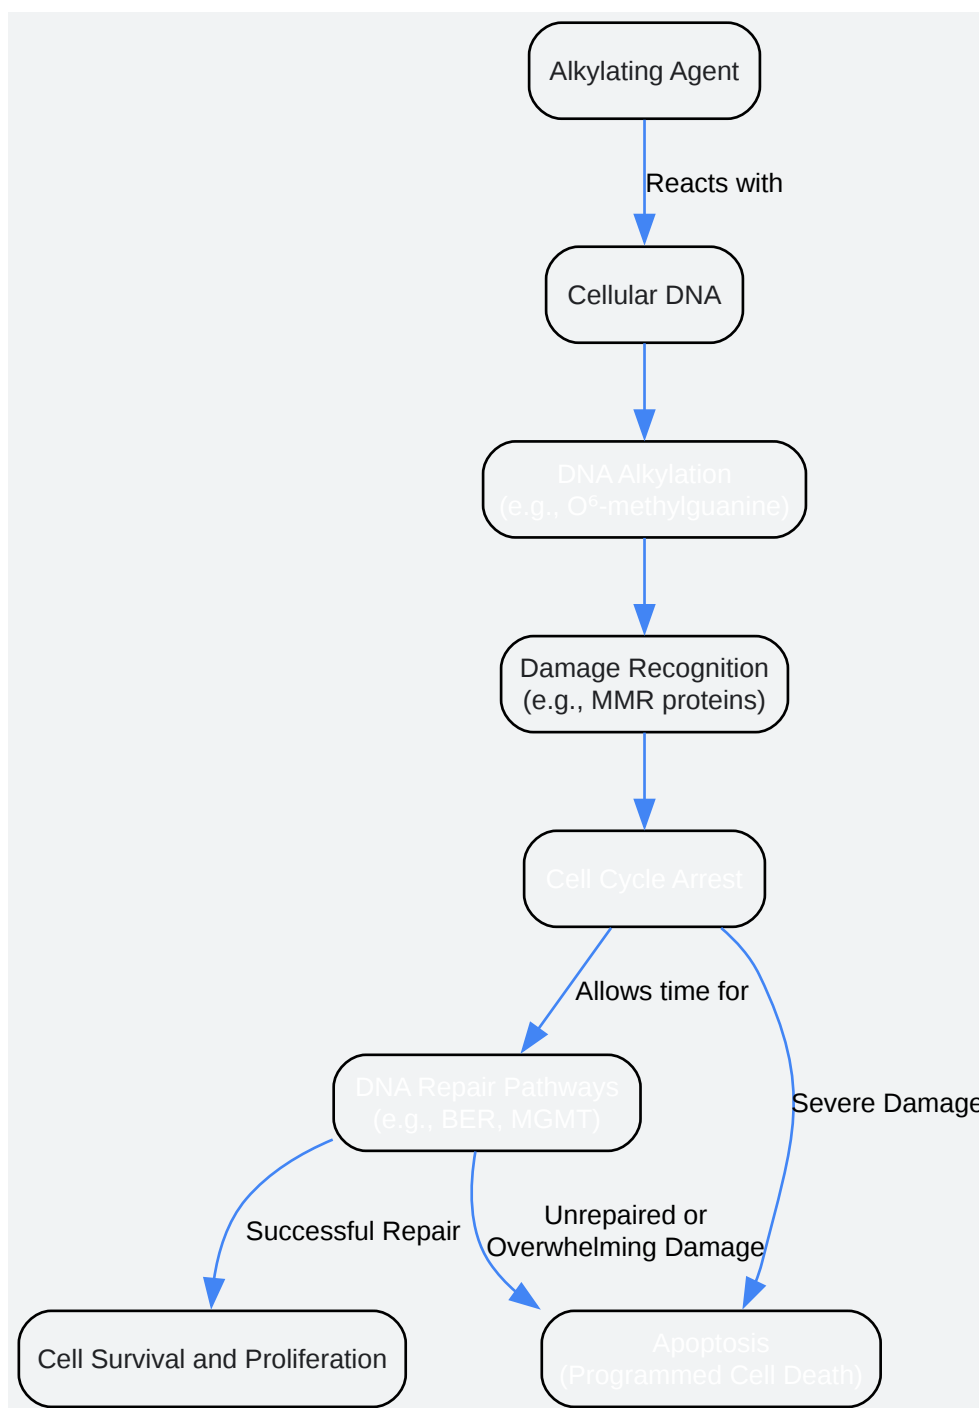 Alkylating Agent
Reacts with
Cellular DNA
DNA Alkylation
(e.g., O⁶-methylguanine)
Damage Recognition
(e.g., MMR proteins)
Cell Cycle Arrest
Allows time for
DNA Repair Pathways
(e.g., BER, MGMT)
Severe Damage
Successful Repair
Unrepaired or
Overwhelming Damage
Cell Survival and Proliferation
Apoptosis
(Programmed Cell Death)